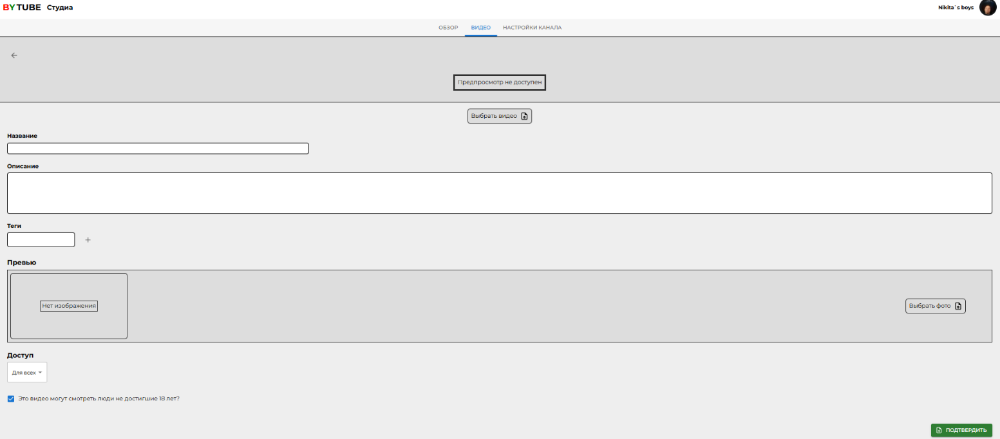 BYTUBE Студиа
Nikita`s boys
ОБЗОР ВИДЕО НАСТРОЙКИ КАНАЛА
Предпросмотр не доступен
Выбрать видео
Название
Описание
Теги
Превью
Нет изображения
Выбрать фото
Доступ
Для всех
Это видео могут смотреть люди не достигшие 18 лет?
ПОДТВЕРДИТЬ